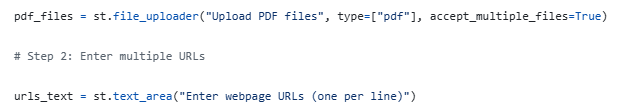 pdf_files = st.file_uploader("Upload PDF files", type=["pdf"], accept_multiple_files=True)
# Step 2: Enter multiple URLs
urls_text = st.text_area("Enter webpage URLs (one per line)")